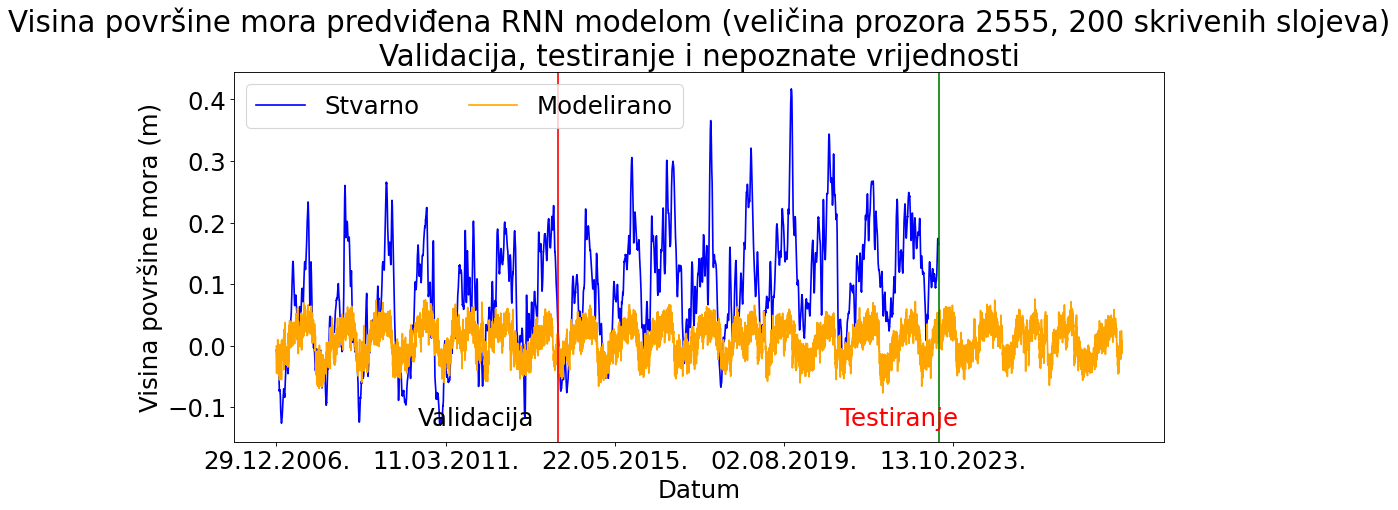 Visina površine mora predviđena RNN modelom (veličina prozora 2555, 200 skrivenih slojeva)
Validacija, testiranje i nepoznate vrijednosti
Stvarno
Modelirano
Visina površine mora (m)
0.4
0.3
0.2
0.1
0.0
−0.1
Validacija
Testiranje
29.12.2006.
11.03.2011.
22.05.2015.
02.08.2019.
13.10.2023.
Datum